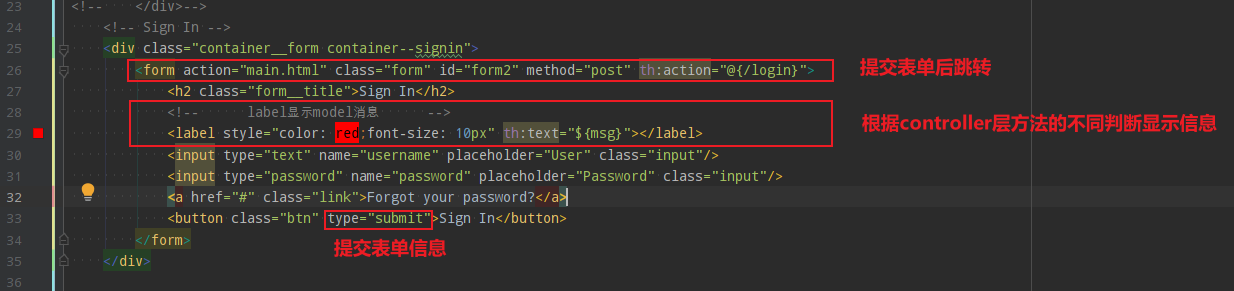 23 <!-- </div>-->
24 <!-- Sign In -->
25 <div class="container__form container--signin">
26 <form action="main.html" class="form" id="form2" method="post" th:action="@{/login}"> 提交表单后跳转
27 <h2 class="form__title">Sign In</h2>
28 <!-- label显示model消息 -->
29 <label style="color: red;font-size: 10px" th:text="${msg}"></label> 根据controller层方法的不同判断显示信息
30 <input type="text" name="username" placeholder="User" class="input"/>
31 <input type="password" name="password" placeholder="Password" class="input"/>
32 <a href="#" class="link">Forgot your password?</a>
33 <button class="btn" type="submit">Sign In</button>
34 </form> 提交表单信息
35 </div>
36